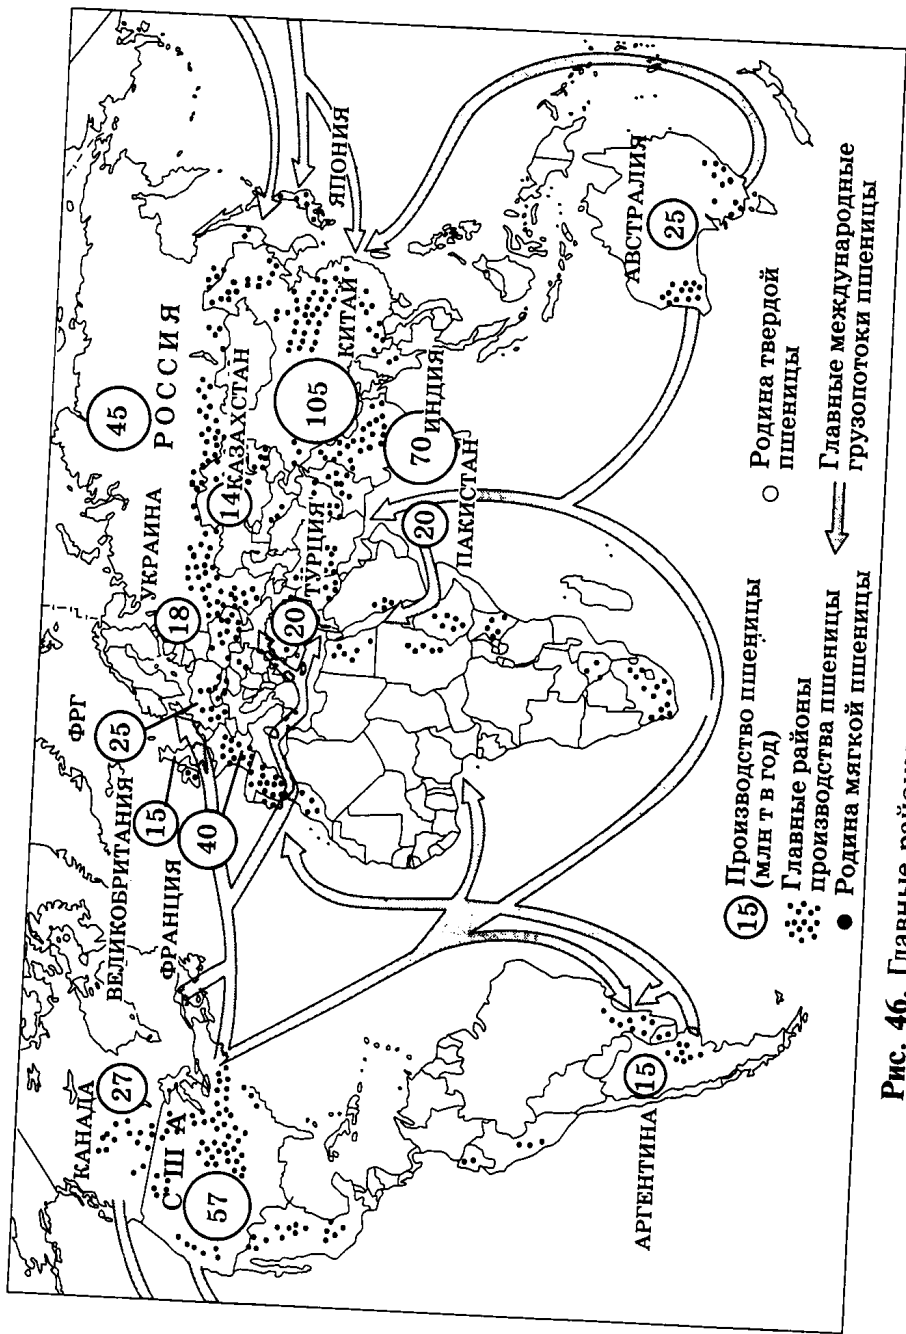 КАНАДА
27
США
57
ВЕЛИКОБРИТАНИЯ
15
ФРГ
25
ФРАНЦИЯ
40
УКРАИНА
18
РОССИЯ
45
14
КАЗАХСТАН
ТУРЦИЯ
20
105
КИТАЙ
ЯПОНИЯ
70
ИНДИЯ
20
ПАКИСТАН
АВСТРАЛИЯ
25
АРГЕНТИНА
15
15 Производство пшеницы
(млн т в год)
Главные районы
производства пшеницы
Родина мягкой пшеницы
Родина твердой
пшеницы
Главные международные
грузопотоки пшеницы
Рис. 46. Главные